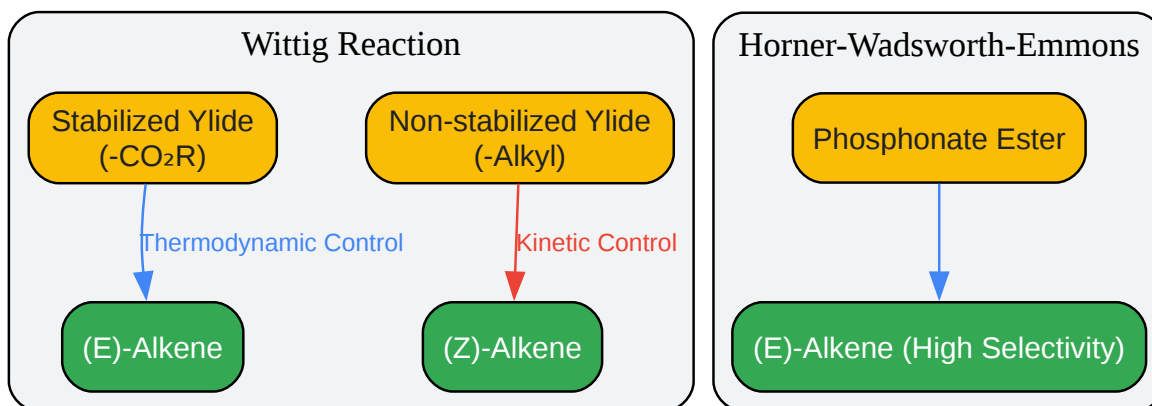 Wittig Reaction
Stabilized Ylide
(-CO₂R)
Non-stabilized Ylide
(-Alkyl)
Thermodynamic Control
Kinetic Control
(E)-Alkene
(Z)-Alkene
Horner-Wadsworth-Emmons
Phosphonate Ester
(E)-Alkene (High Selectivity)